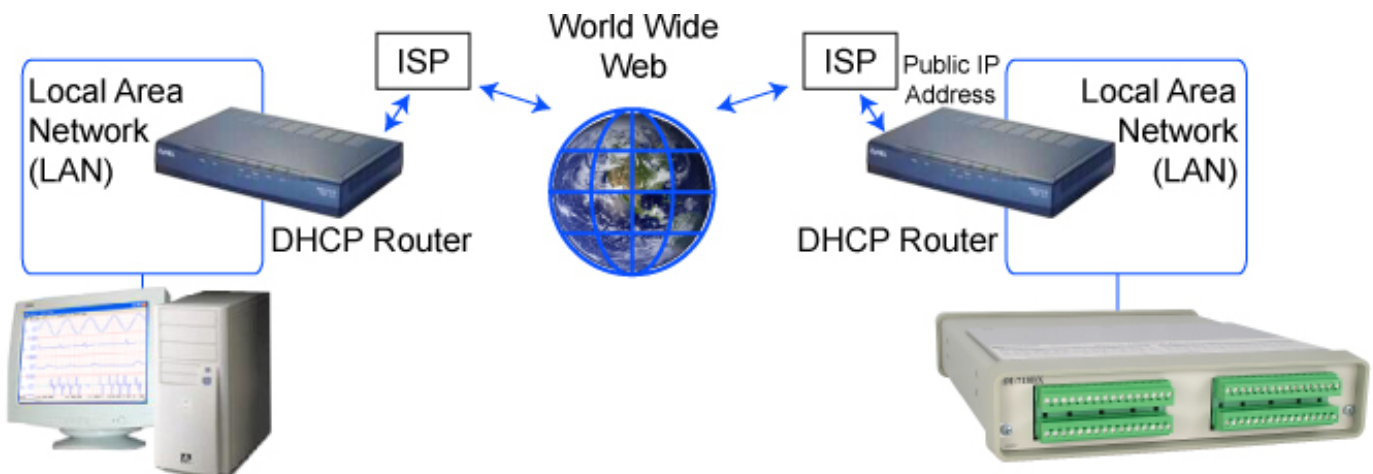 Local Area
Network
(LAN)
DHCP Router
ISP
World Wide
Web
ISP
Public IP
Address
DHCP Router
Local Area
Network
(LAN)